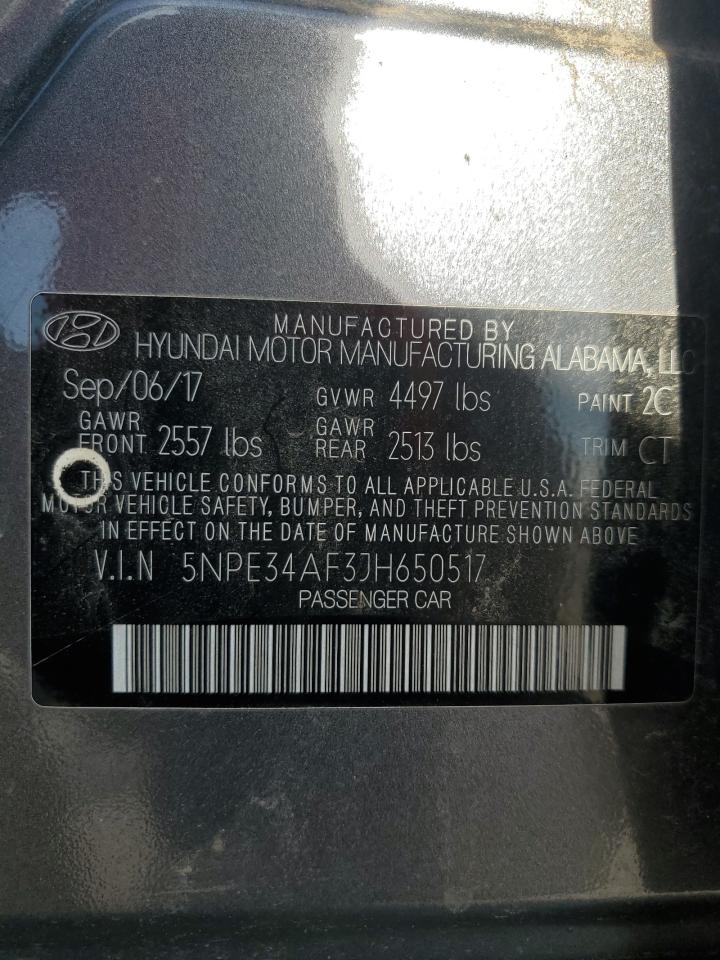 MANUFACTURED BY
HYUNDAI MOTOR MANUFACTURING ALABAMA, LLC
Sep/06/17 GVWR 4497 lbs PAINT 2C
GAWR FRONT 2557 lbs GAWR REAR 2513 lbs TRIM CT
THIS VEHICLE CONFORMS TO ALL APPLICABLE U.S.A. FEDERAL
MOTOR VEHICLE SAFETY, BUMPER, AND THEFT PREVENTION STANDARDS
IN EFFECT ON THE DATE OF MANUFACTURE SHOWN ABOVE
V.I.N 5NPE34AF3JH650517
PASSENGER CAR